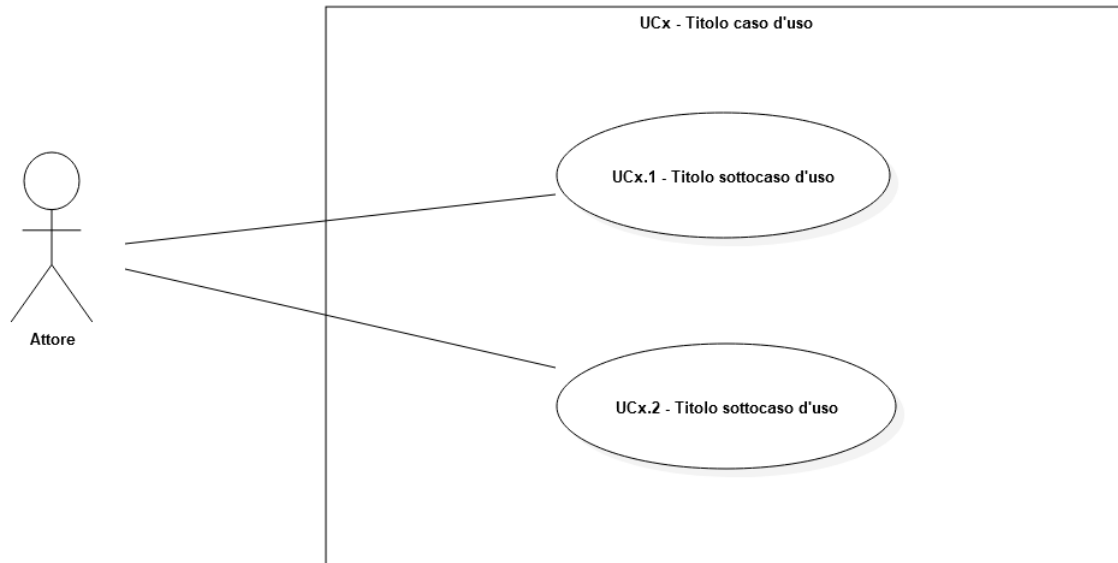 UCx - Titolo caso d'uso
UCx.1 - Titolo sottocaso d'uso
Attore
UCx.2 - Titolo sottocaso d'uso